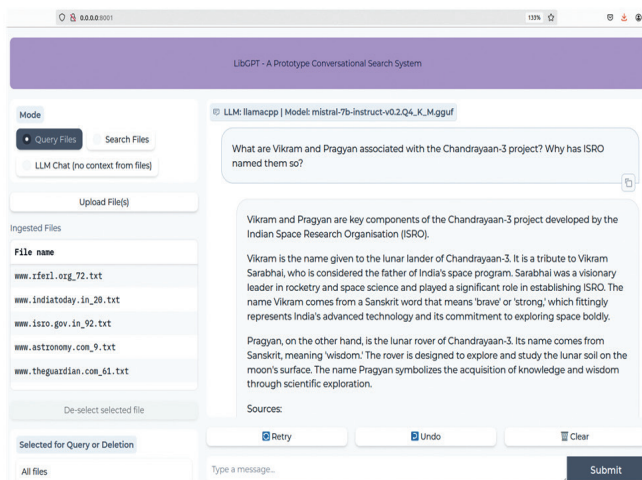 0.0.0.0:8001
133%
LibGPT - A Prototype Conversational Search System
Mode
Query Files
Search Files
LLM Chat (no context from files)
Upload File(s)
Ingested Files
File name
www.rferl.org_72.txt
www.indiatoday.in_20.txt
www.isro.gov.in_92.txt
www.astronomy.com_9.txt
www.theguardian.com_61.txt
De-select selected file
Selected for Query or Deletion
All files
LLM: llamacpp | Model: mistral-7b-instruct-v0.2.Q4_K_M.gguf
What are Vikram and Pragyan associated with the Chandrayaan-3 project? Why has ISRO
named them so?
Vikram and Pragyan are key components of the Chandrayaan-3 project developed by the
Indian Space Research Organisation (ISRO).
Vikram is the name given to the lunar lander of Chandrayaan-3. It is a tribute to Vikram
Sarabhai, who is considered the father of India's space program. Sarabhai was a visionary
leader in rocketry and space science and played a significant role in establishing ISRO. The
name Vikram comes from a Sanskrit word that means 'brave' or 'strong,' which fittingly
represents India's advanced technology and its commitment to exploring space boldly.
Pragyan, on the other hand, is the lunar rover of Chandrayaan-3. Its name comes from
Sanskrit, meaning 'wisdom.' The rover is designed to explore and study the lunar soil on the
moon's surface. The name Pragyan symbolizes the acquisition of knowledge and wisdom
through scientific exploration.
Sources:
Retry
Undo
Clear
Type a message...
Submit